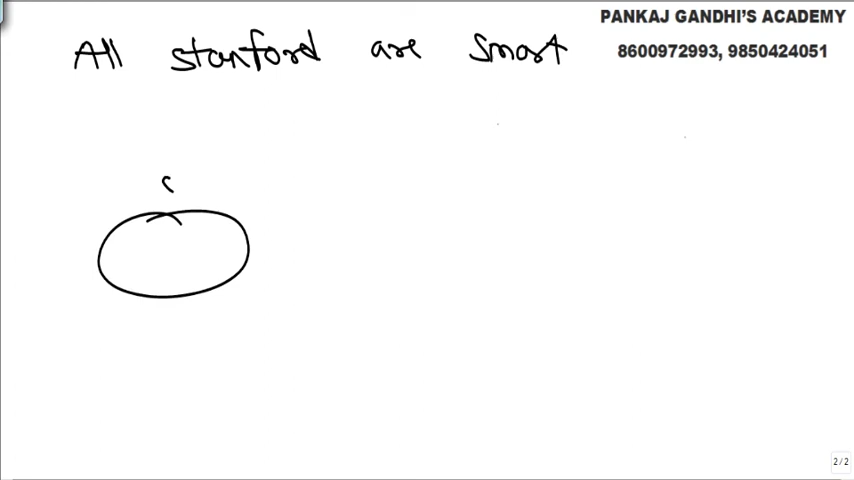 PANKAJ GANDHI'S ACADEMY
All stanford are smart
8600972993, 9850424051
2/2